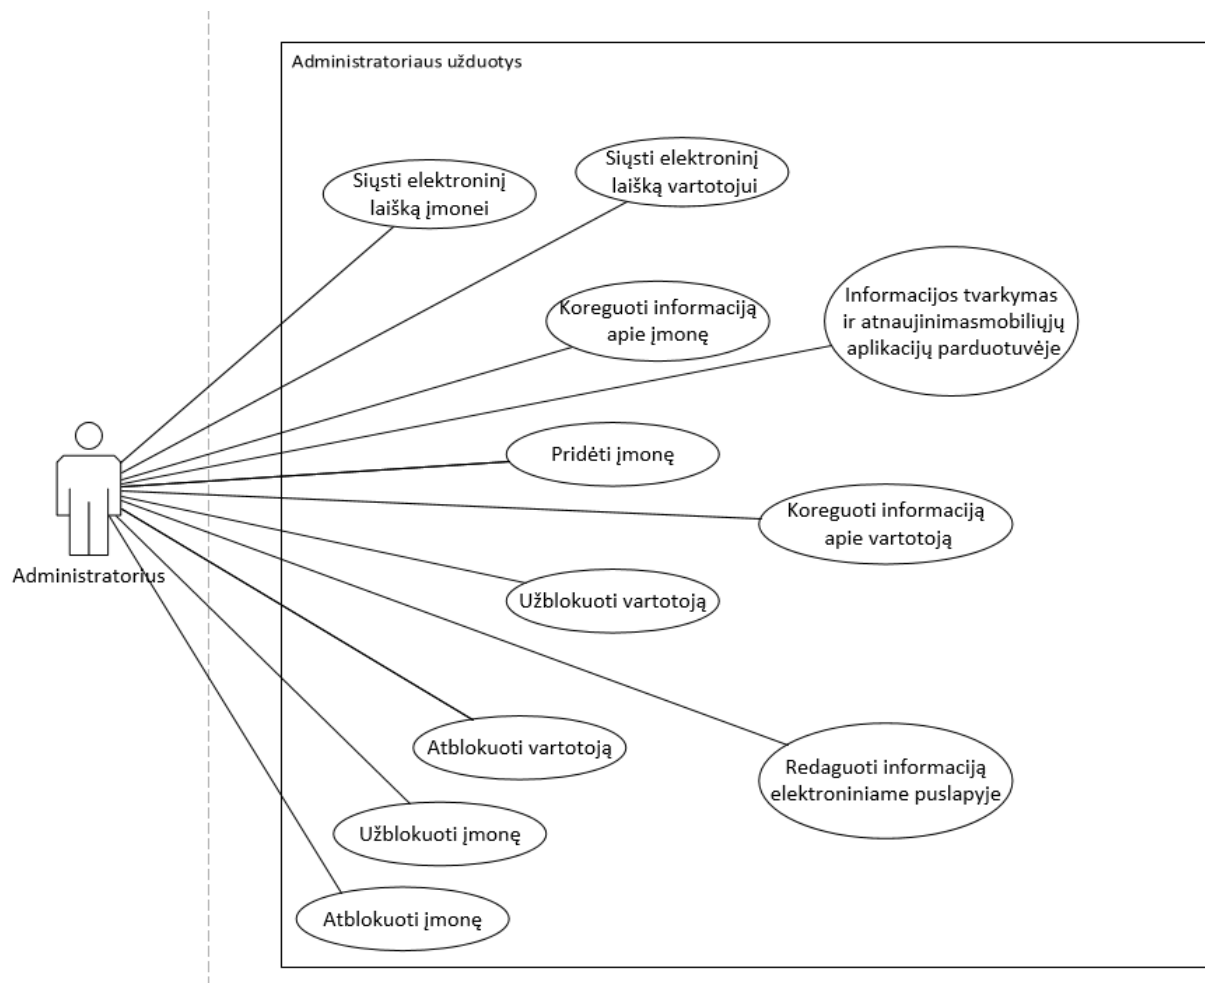 Administratoriaus užduotys
Siųsti elektroninį
laišką vartotojui
Siųsti elektroninį
laišką įmonei
Koreguoti informaciją
apie įmonę
Informacijos tvarkymas
ir atnaujinimasmobiliųjų
aplikacijų parduotuvėje
Pridėti įmonę
Koreguoti informaciją
apie vartotoją
Administratorius
Užblokuoti vartotoją
Atblokuoti vartotoją
Redaguoti informaciją
elektroniniame puslapyje
Užblokuoti įmonę
Atblokuoti įmonę